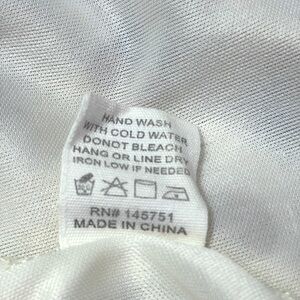 HAND WASH
WITH COLD WATER
DONOT BLEACH
HANG OR LINE DRY
IRON LOW IF NEEDED
RN# 145751
MADE IN CHINA